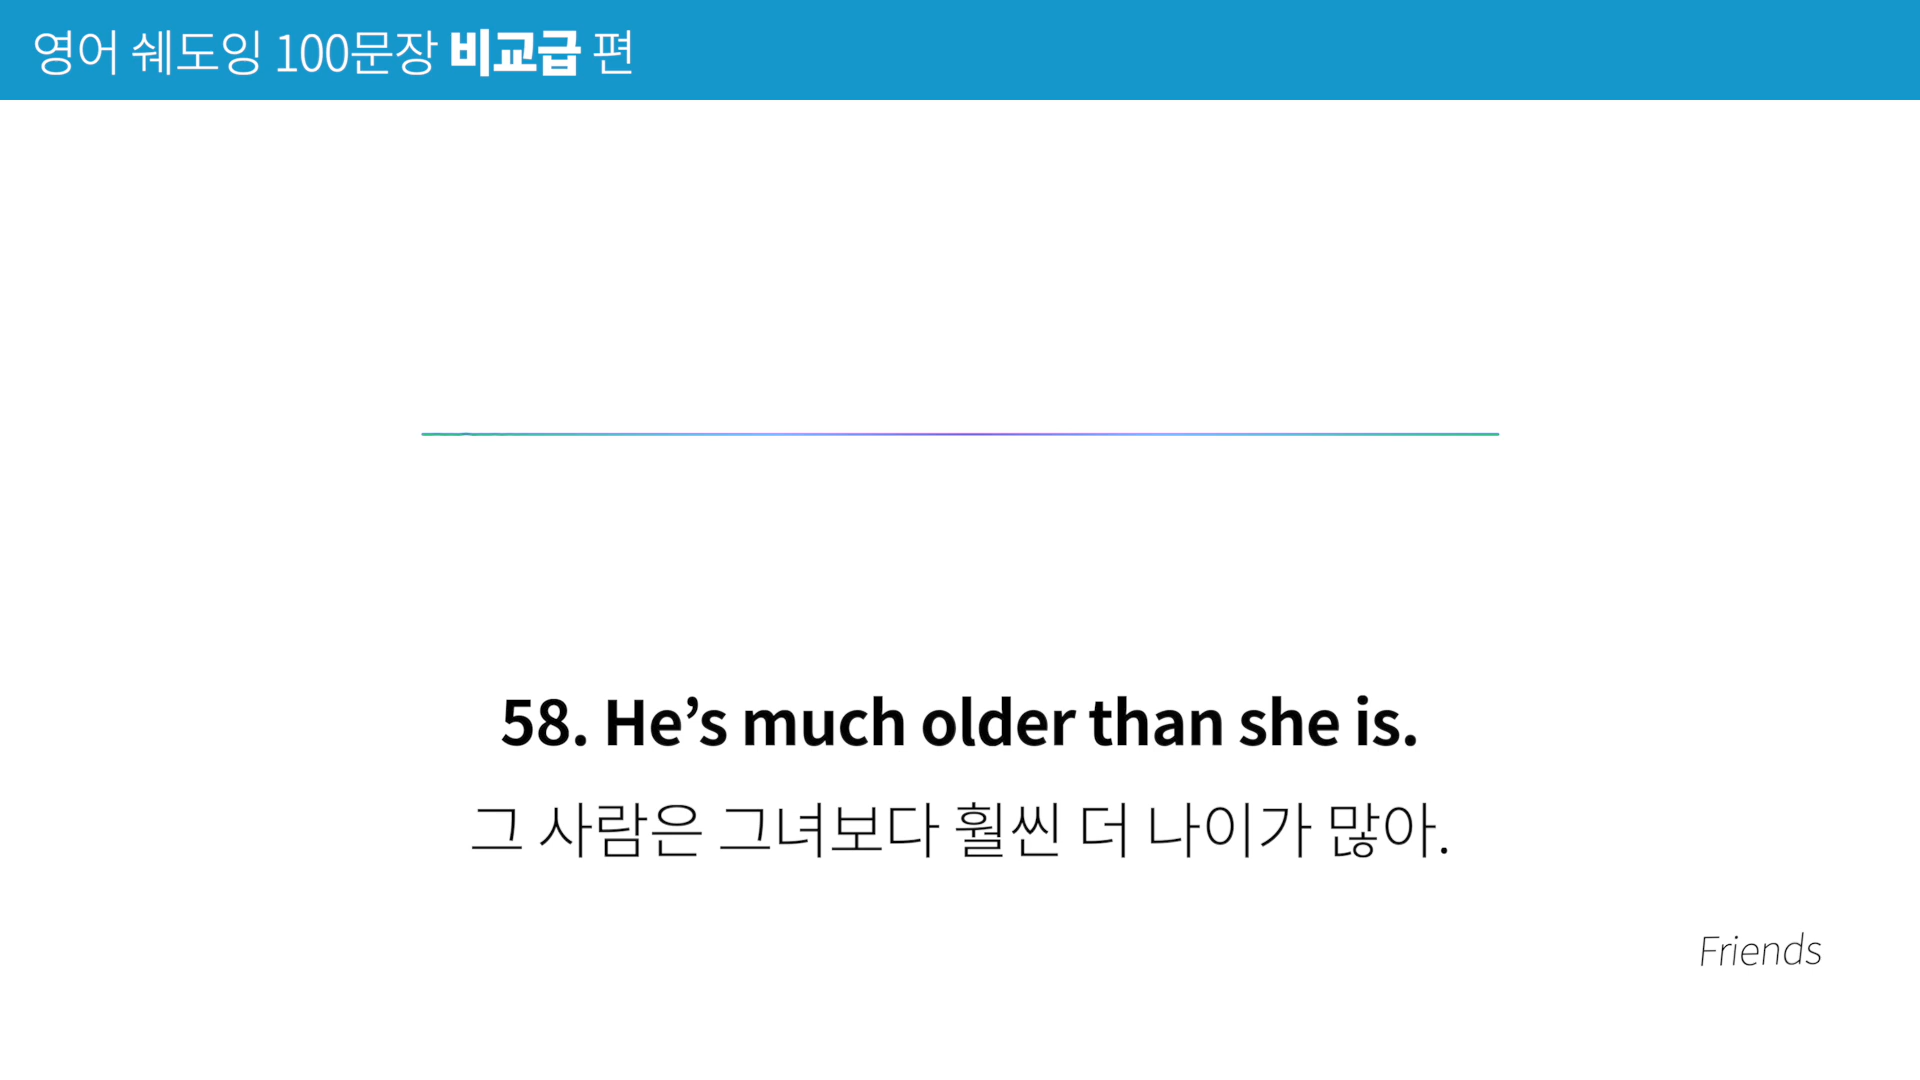 영어 쉐도잉 100문장 비교급 편
58. He’s much older than she is.
그 사람은 그녀보다 훨씬 더 나이가 많아.
Friends